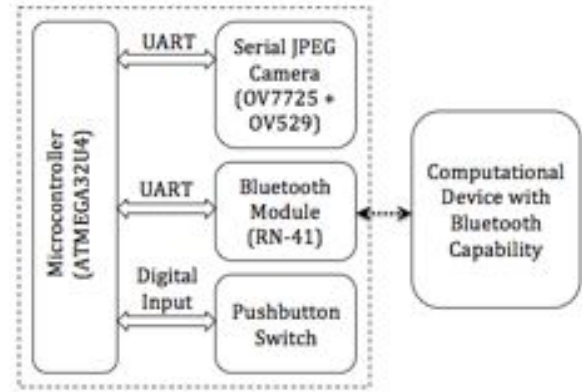 Microcontroller
(ATMEGA32U4)
UART
Serial JPEG
Camera
(OV7725 +
OV529)
UART
Bluetooth
Module
(RN-41)
Digital
Input
Pushbutton
Switch
Computational
Device with
Bluetooth
Capability